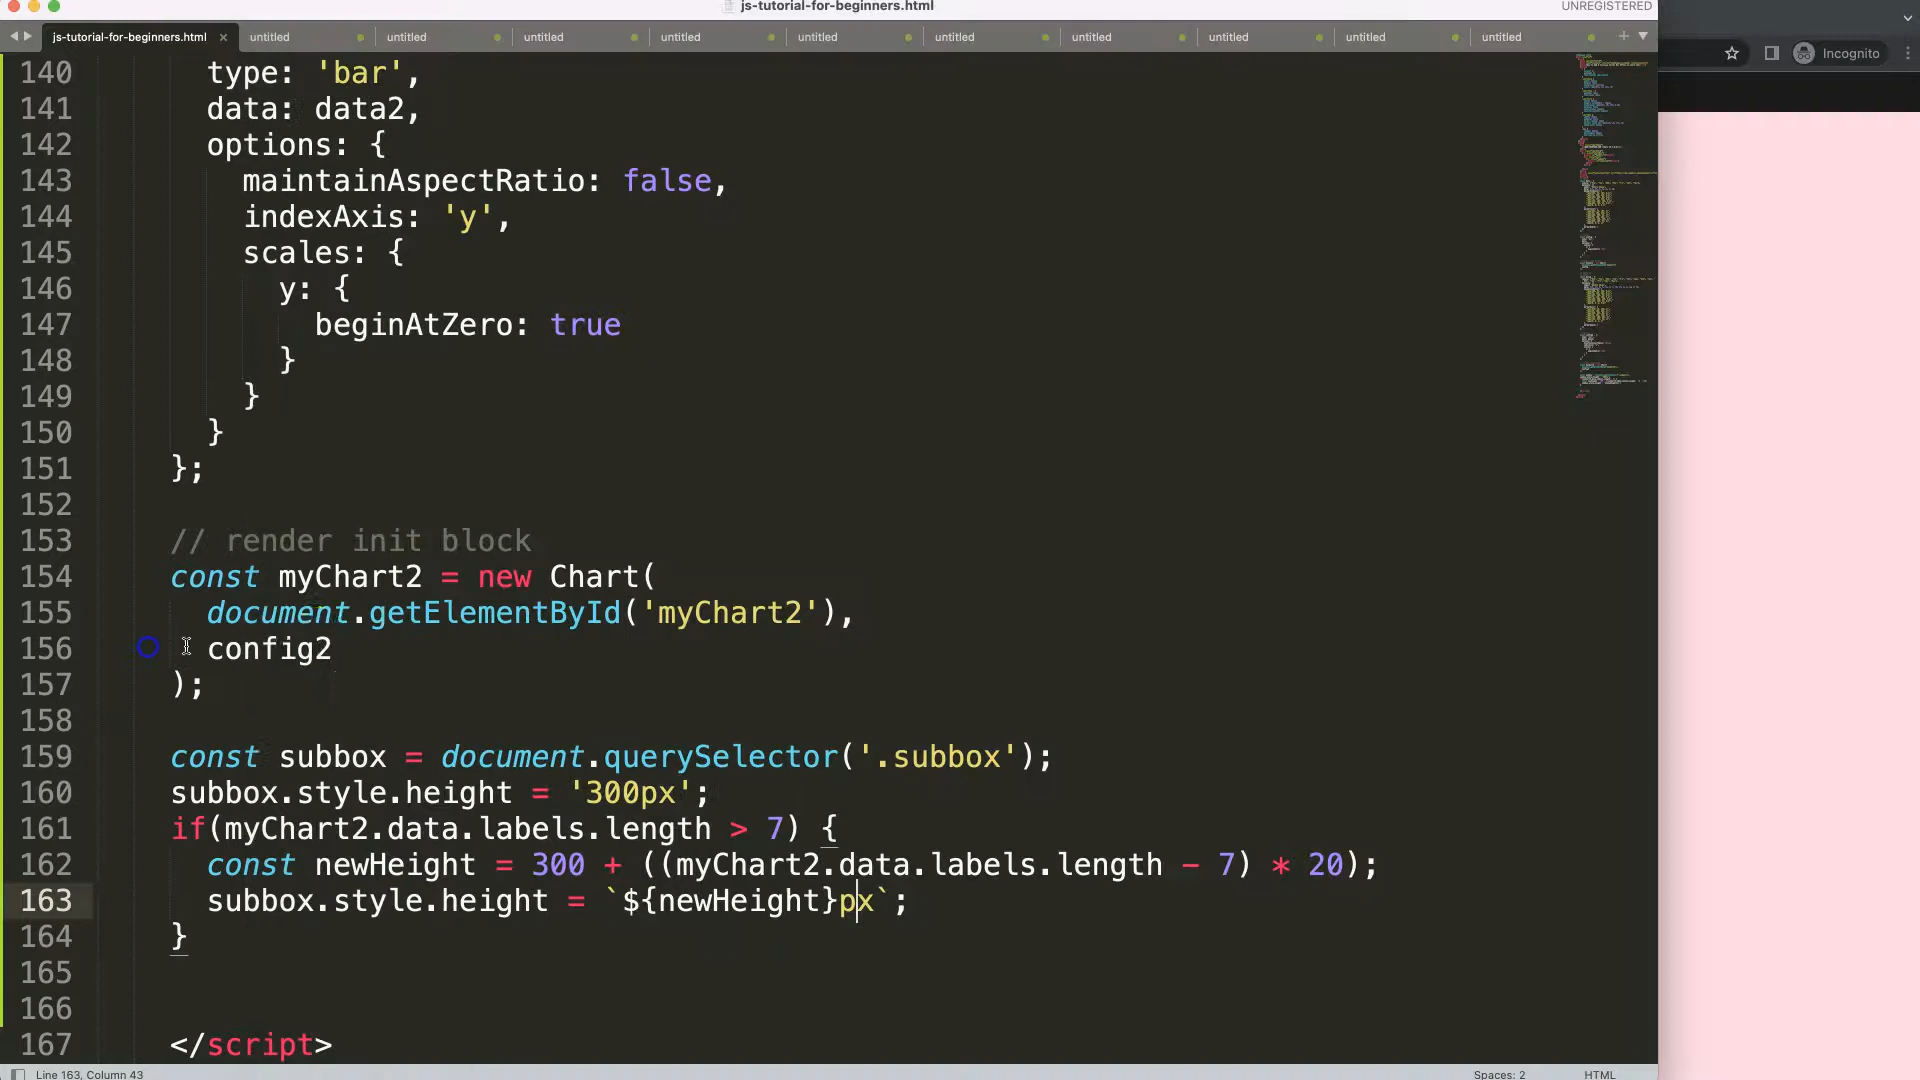 js-tutorial-for-beginners.html
UNREGISTERED
js-tutorial-for-beginners.html × untitled untitled untitled untitled untitled untitled untitled untitled untitled untitled
Incognito
140 type: 'bar',
141 data: data2,
142 options: {
143 maintainAspectRatio: false,
144 indexAxis: 'y',
145 scales: {
146 y: {
147 beginAtZero: true
148 }
149 }
150 }
151 };
152
153 // render init block
154 const myChart2 = new Chart(
155 document.getElementById('myChart2'),
156 config2
157 );
158
159 const subbox = document.querySelector('.subbox');
160 subbox.style.height = '300px';
161 if(myChart2.data.labels.length > 7) {
162 const newHeight = 300 + ((myChart2.data.labels.length - 7) * 20);
163 subbox.style.height = `${newHeight}px`;
164 }
165
166
167 </script>
Line 163, Column 43
Spaces: 2
HTML